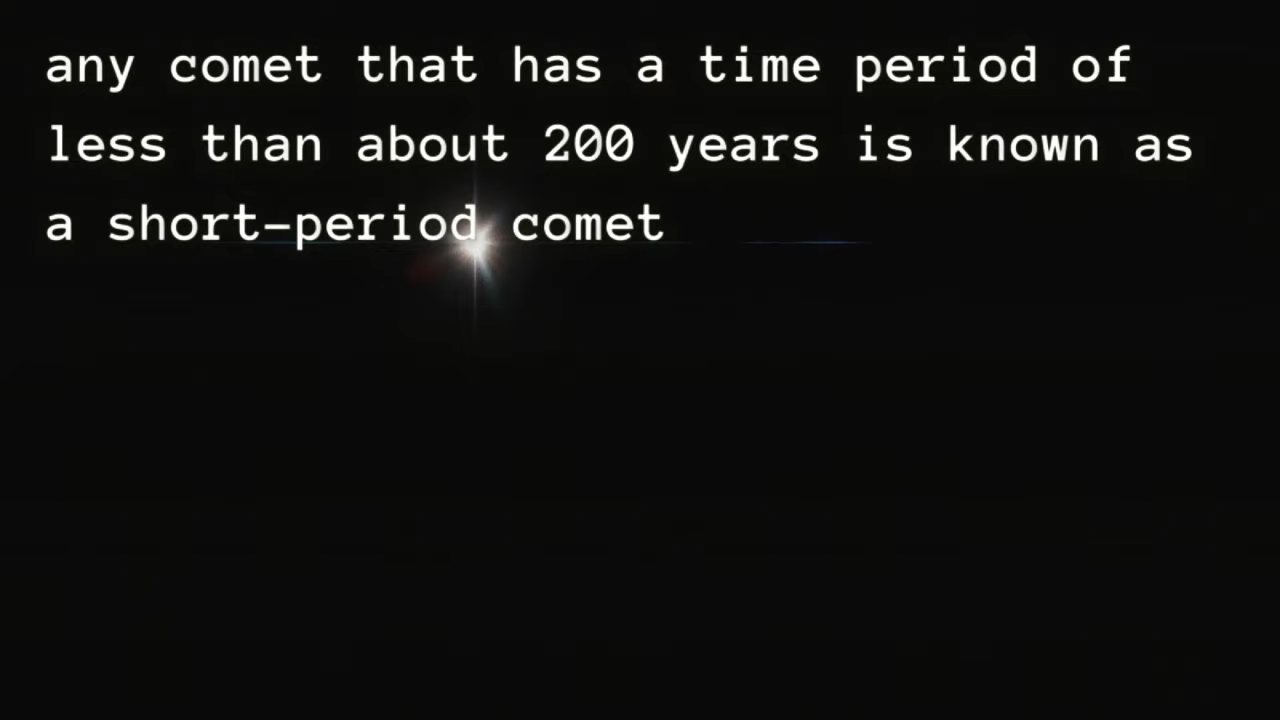 any comet that has a time period of
less than about 200 years is known as
a short-period comet